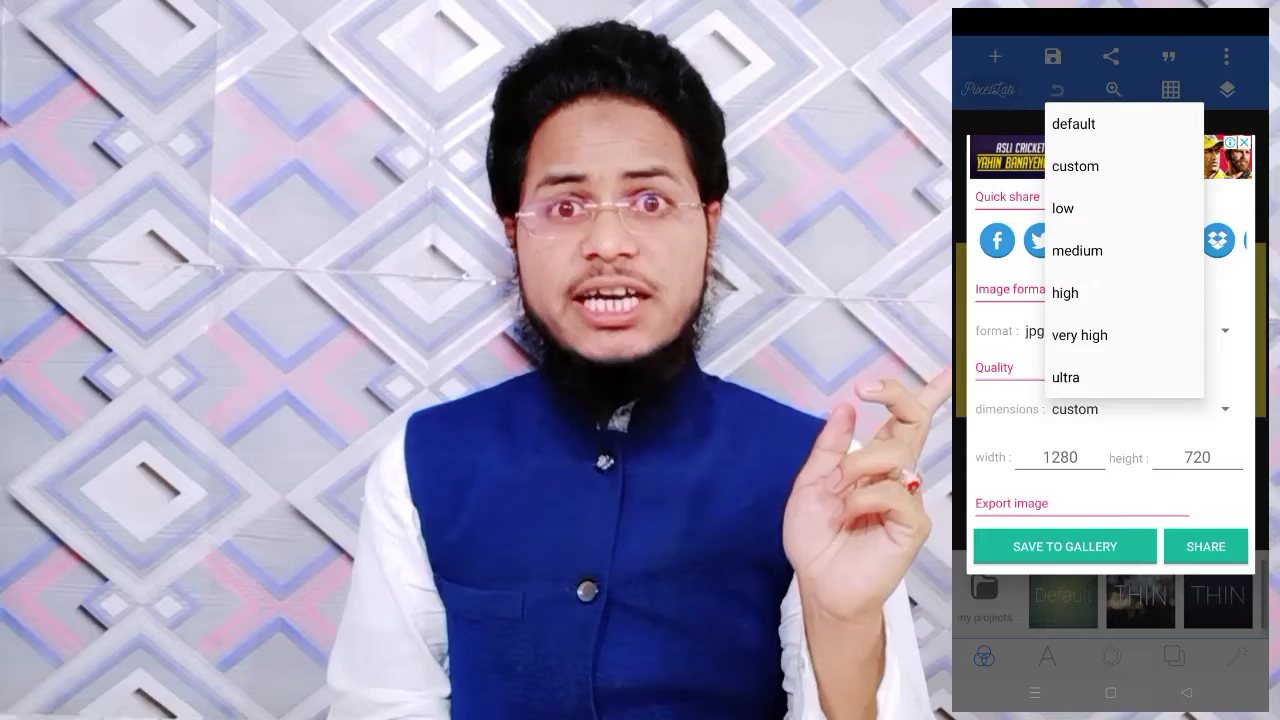 PixelLab
default
ASLI CRICKET
YAHIN BANAYEN
custom
Quick share
low
medium
Image forma
high
format : jpg
very high
Quality
ultra
dimensions : custom
width : 1280 height : 720
Export image
SAVE TO GALLERY SHARE
Default THIN THIN
my projects